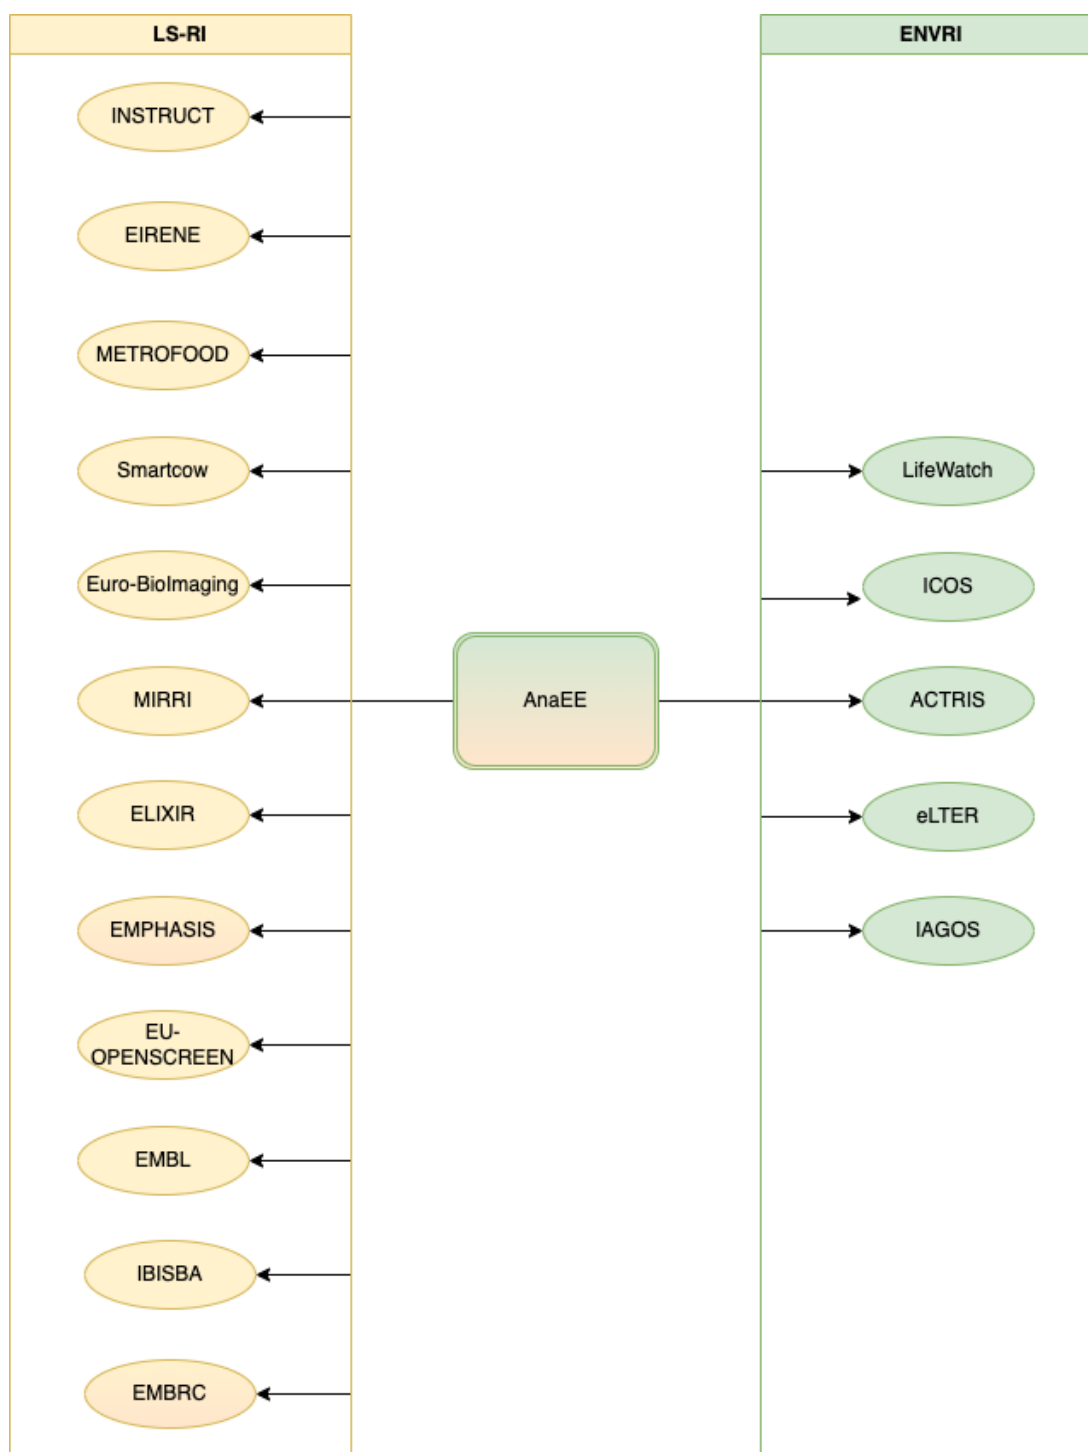 LS-RI
INSTRUCT
EIRENE
METROFOOD
Smartcow
Euro-BioImaging
MIRRI
ELIXIR
EMPHASIS
EU-
OPENSCREEN
EMBL
IBISBA
EMBRC
AnaEE
ENVRI
LifeWatch
ICOS
ACTRIS
eLTER
IAGOS